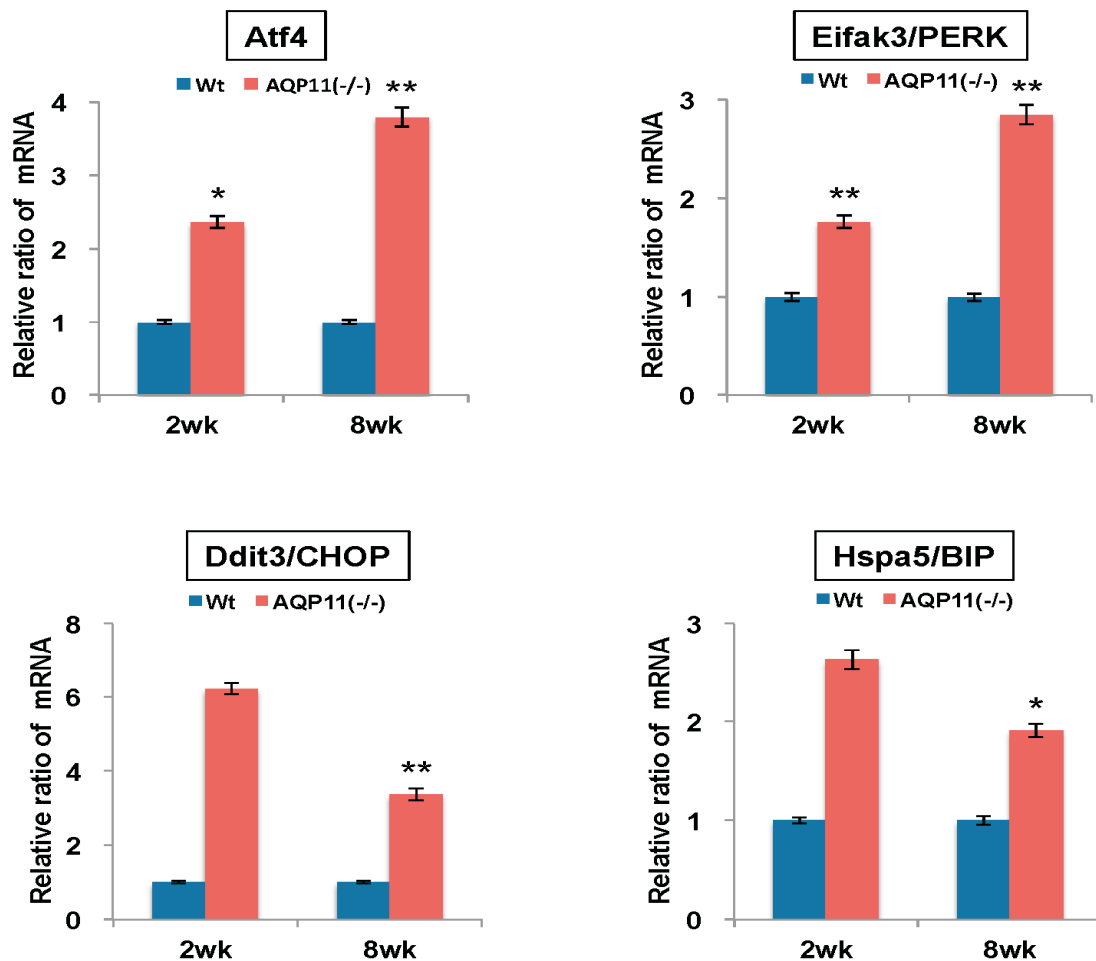 Atf4
Wt AQP11(-/-)
Relative ratio of mRNA
4
3
2
1
0
*
**
2wk 8wk
Eifak3/PERK
Wt AQP11(-/-)
Relative ratio of mRNA
3
2
1
0
**
**
2wk 8wk
Ddit3/CHOP
Wt AQP11(-/-)
Relative ratio of mRNA
8
6
4
2
0
**
2wk 8wk
Hspa5/BIP
Wt AQP11(-/-)
Relative ratio of mRNA
3
2
1
0
*
2wk 8wk